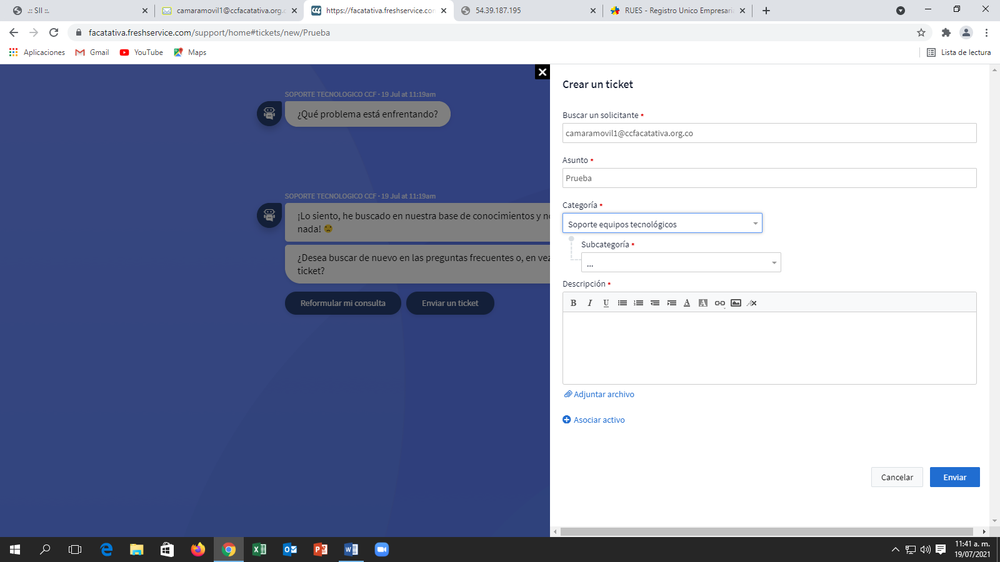 .:: SII ::.
camaramovil1@ccfacatativa.org.c
https://facatativa.freshservice.com
54.39.187.195
RUES - Registro Unico Empresari
facatativa.freshservice.com/support/home#tickets/new/Prueba
Aplicaciones
Gmail
YouTube
Maps
Lista de lectura
SOPORTE TECNOLOGICO CCF · 19 Jul at 11:19am
¿Qué problema está enfrentando?
SOPORTE TECNOLOGICO CCF · 19 Jul at 11:19am
¡Lo siento, he buscado en nuestra base de conocimientos y no
nada!
¿Desea buscar de nuevo en las preguntas frecuentes o, en vez
ticket?
Reformular mi consulta
Enviar un ticket
Crear un ticket
Buscar un solicitante *
camaramovil1@ccfacatativa.org.co
Asunto *
Prueba
Categoría *
Soporte equipos tecnológicos
Subcategoría *
...
Descripción *
B I U A A
Adjuntar archivo
Asociar activo
Cancelar
Enviar
11:41 a. m.
19/07/2021